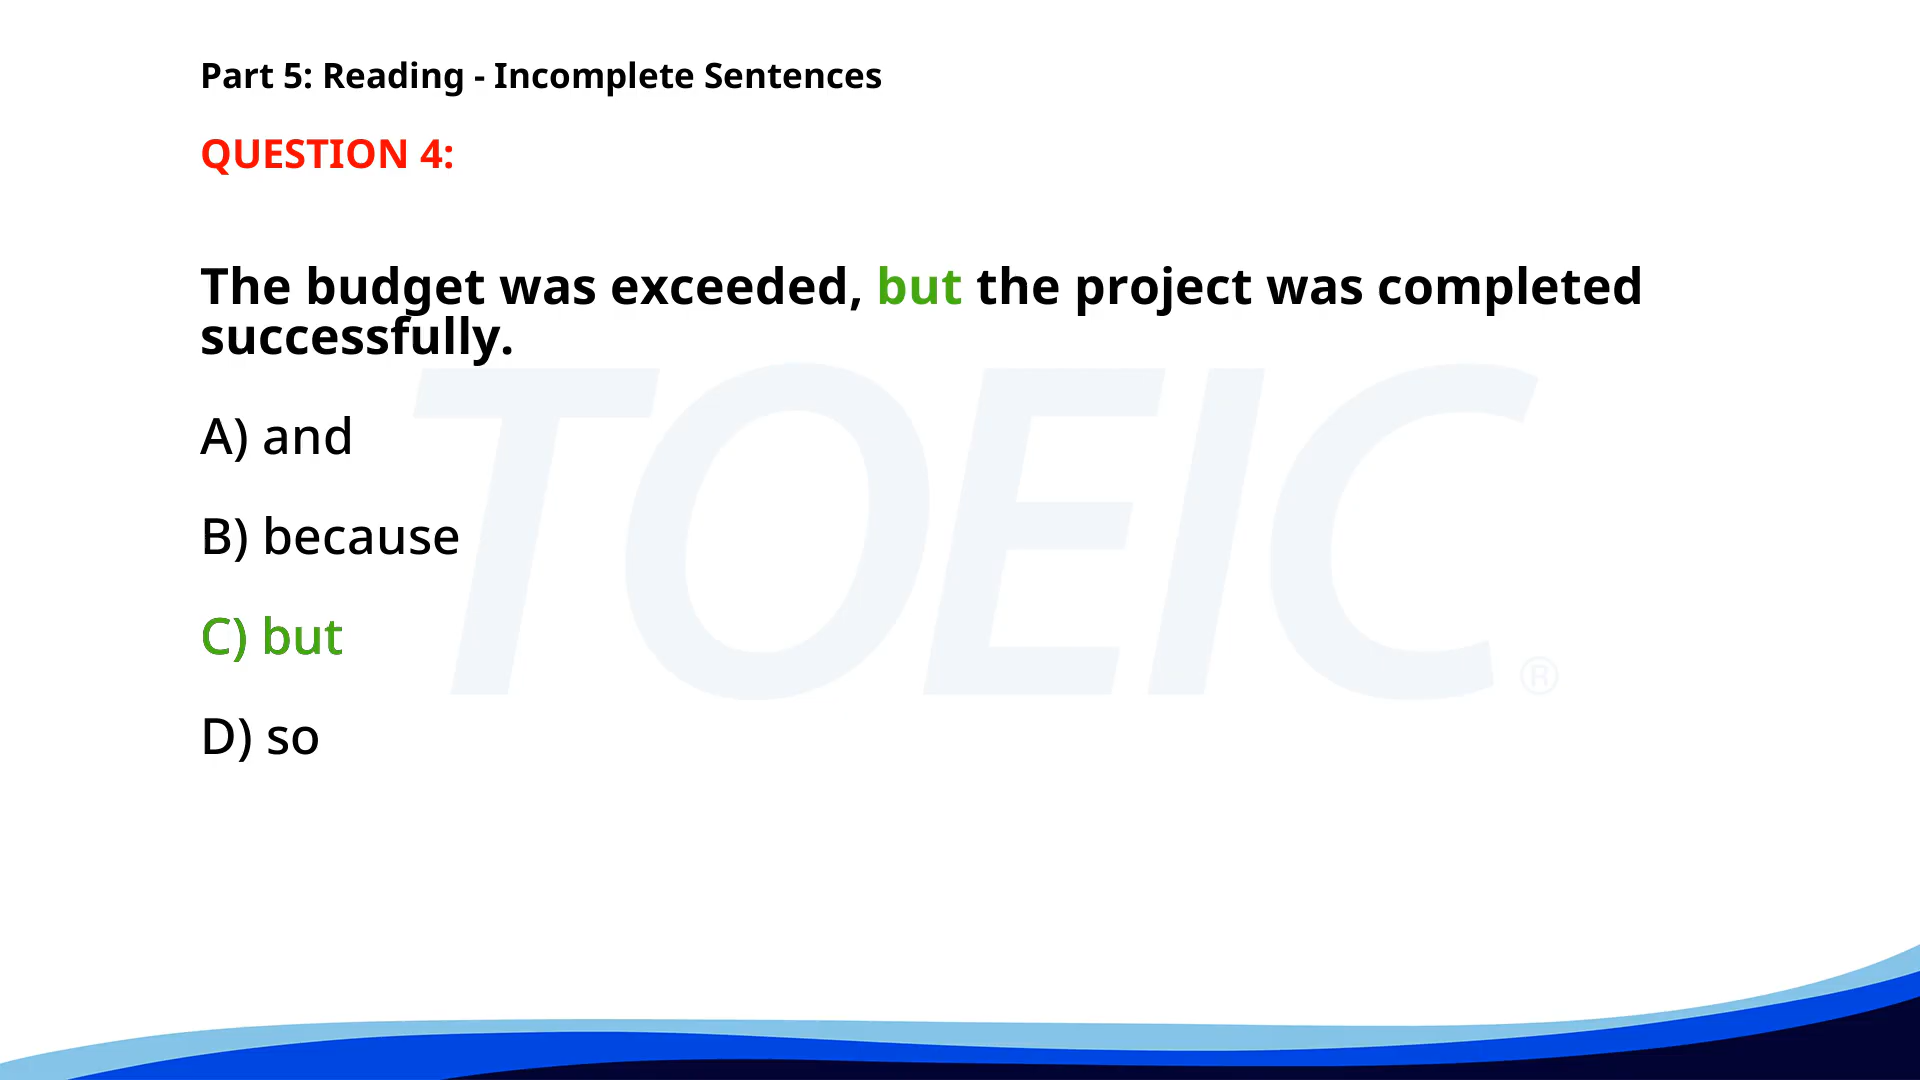 Part 5: Reading - Incomplete Sentences
QUESTION 4:
The budget was exceeded, but the project was completed
successfully.
TOEIC®
A) and
B) because
C) but
D) so